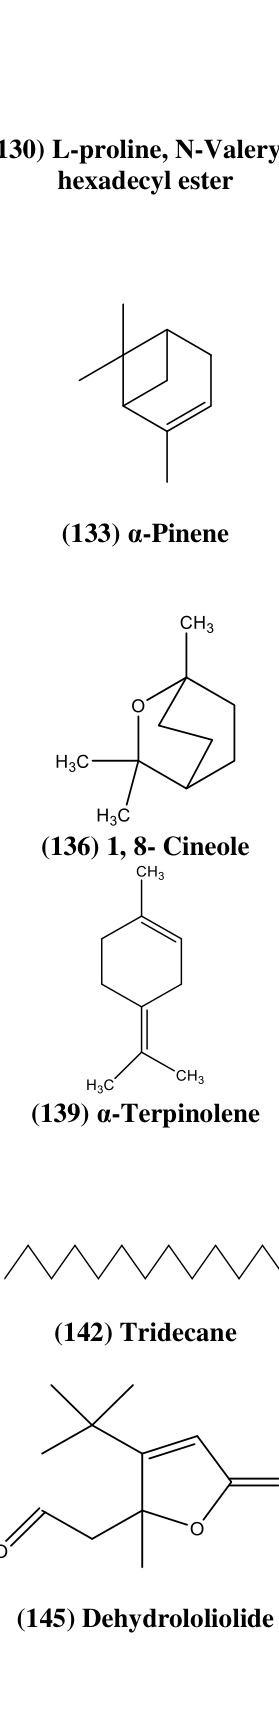 130) L-proline, N-Valery
hexadecyl ester
(133) α-Pinene
CH3
O
H3C
H3C
(136) 1, 8- Cineole
CH3
H3C CH3
(139) α-Terpinolene
(142) Tridecane
O
O
(145) Dehydrololiolide